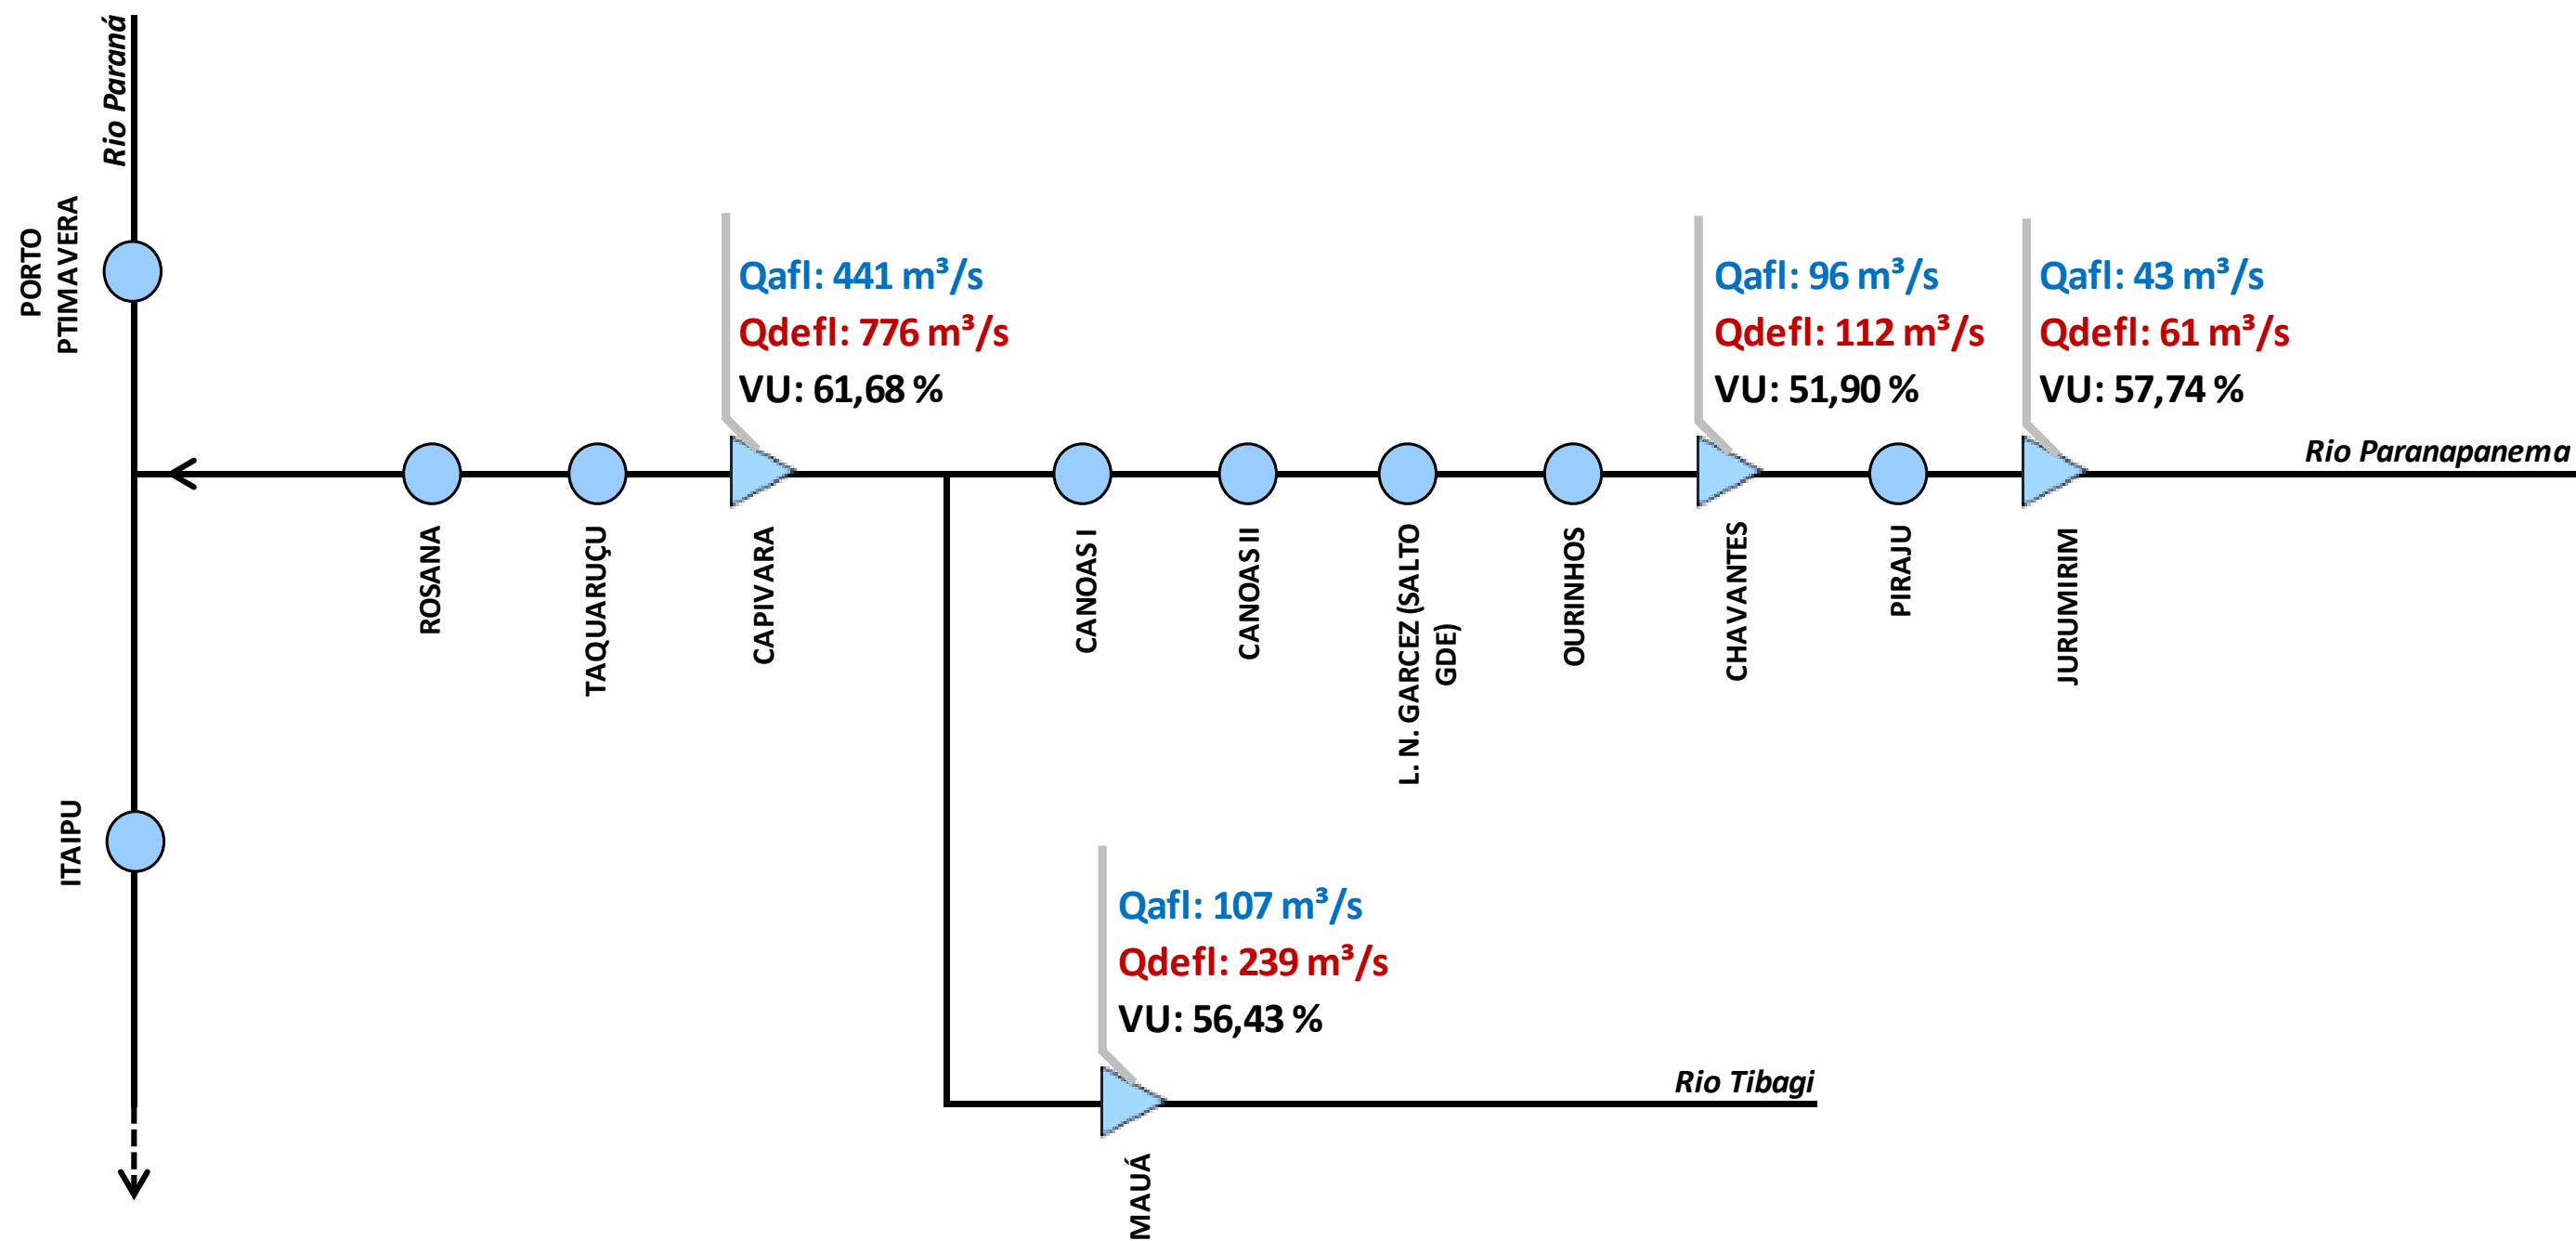 Rio Paraná
PORTO
PTIMAVERA
Qafl: 441 m³/s
Qdefl: 776 m³/s
VU: 61,68 %
Qafl: 96 m³/s
Qdefl: 112 m³/s
VU: 51,90 %
Qafl: 43 m³/s
Qdefl: 61 m³/s
VU: 57,74 %
Rio Paranapanema
ROSANA
TAQUARUÇU
CAPIVARA
CANOAS I
CANOAS II
L. N. GARCEZ (SALTO
GDE)
OURINHOS
CHAVANTES
PIRAJU
JURUMIRIM
ITAIPU
Qafl: 107 m³/s
Qdefl: 239 m³/s
VU: 56,43 %
Rio Tibagi
MAUÁ